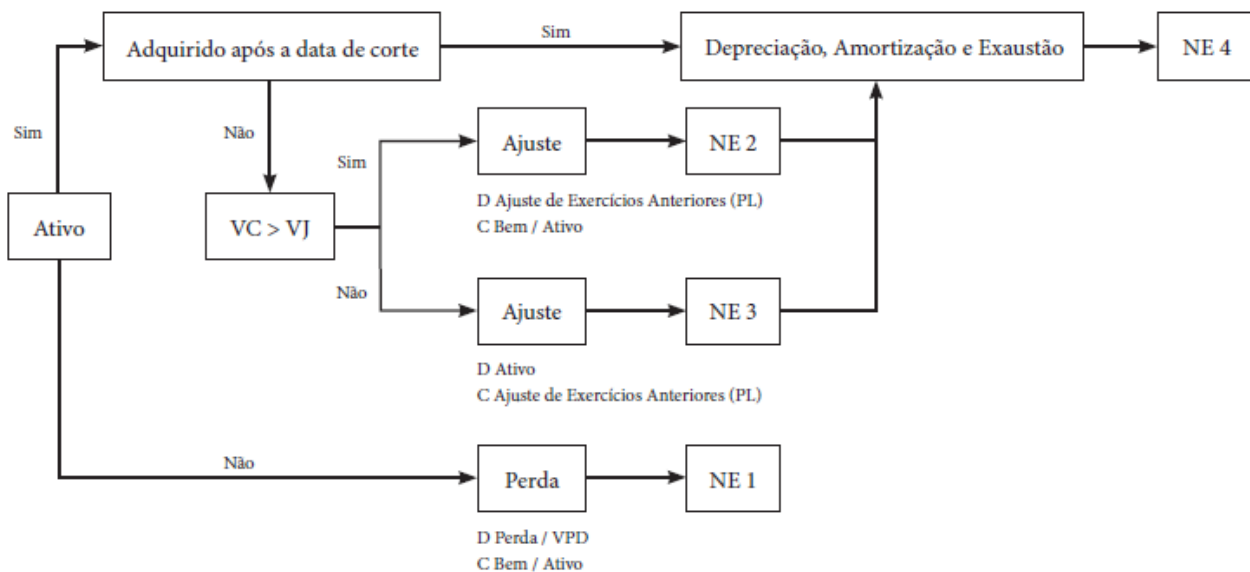 Adquirido após a data de corte
Sim
Depreciação, Amortização e Exaustão
NE 4
Sim
Não
Sim
Ajuste
NE 2
D Ajuste de Exercícios Anteriores (PL)
C Bem / Ativo
Ativo
VC > VJ
Não
Ajuste
NE 3
D Ativo
C Ajuste de Exercícios Anteriores (PL)
Não
Perda
NE 1
D Perda / VPD
C Bem / Ativo